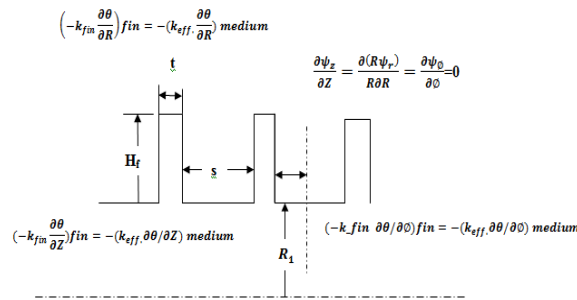 (−k_fin ∂θ/∂R) fin = −(k_eff. ∂θ/∂R) medium
t
∂ψ_z/∂Z = ∂(Rψ_r)/R∂R = ∂ψ_∅/∂∅ =0
H_f
s
(−k_fin ∂θ/∂Z)fin = −(k_eff. ∂θ/∂Z) medium
(−k_fin ∂θ/∂∅)fin = −(k_eff. ∂θ/∂∅) medium
R_1